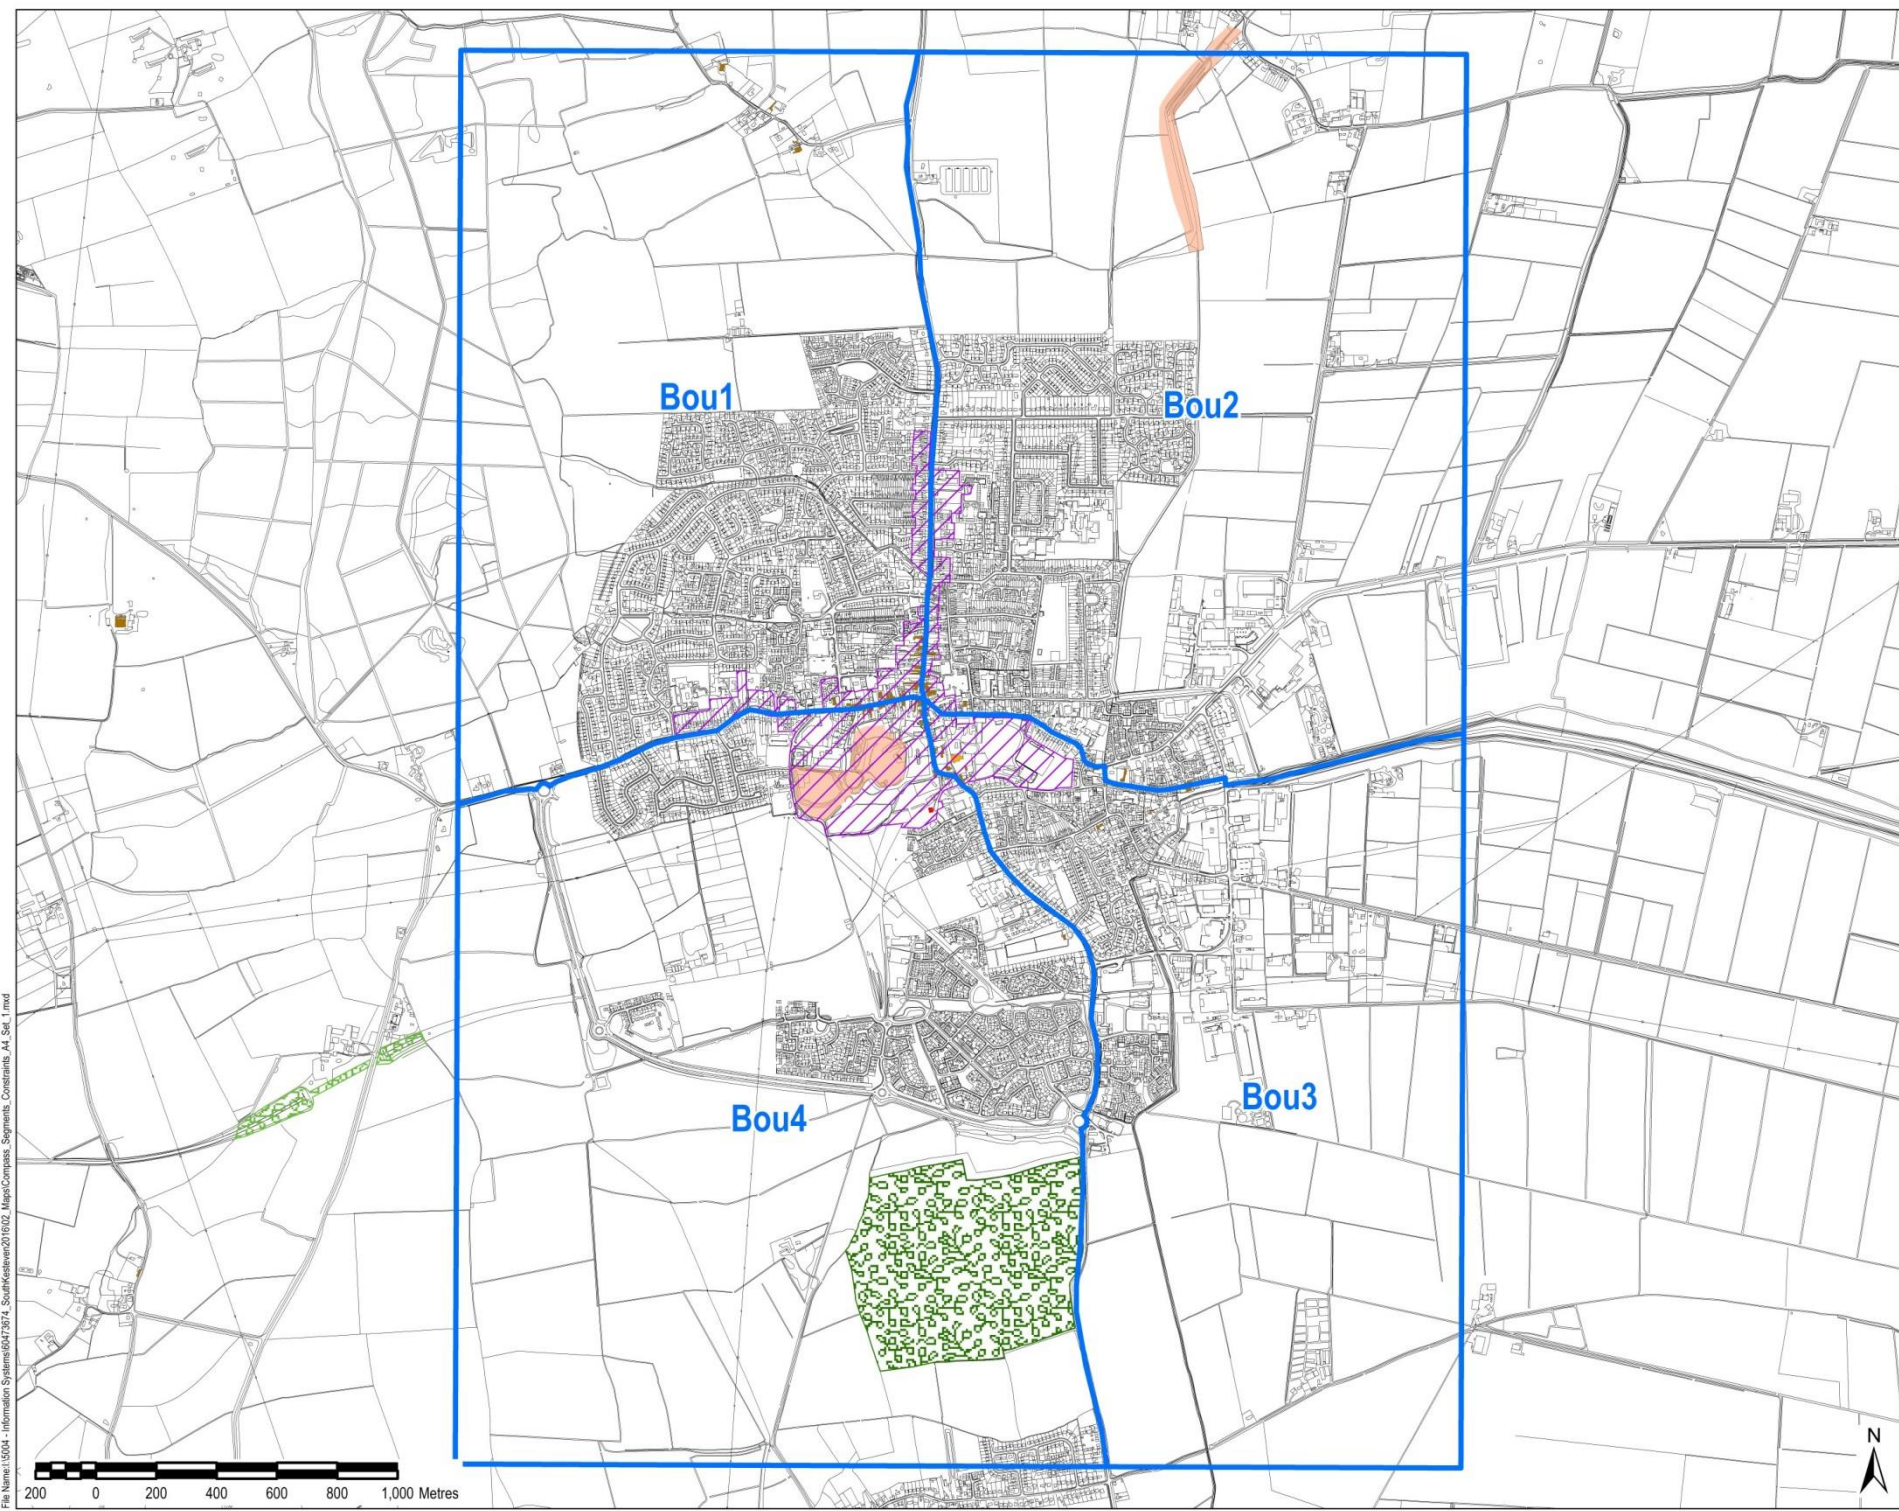 Bou1
Bou2
Bou3
Bou4
N
200 0 200 400 600 800 1,000 Metres
File Name:I:\5004 - Information Systems\60473674_SouthKesteven2016\02_Maps\Compass_Segments_Constraints_A4_Set_1.mxd